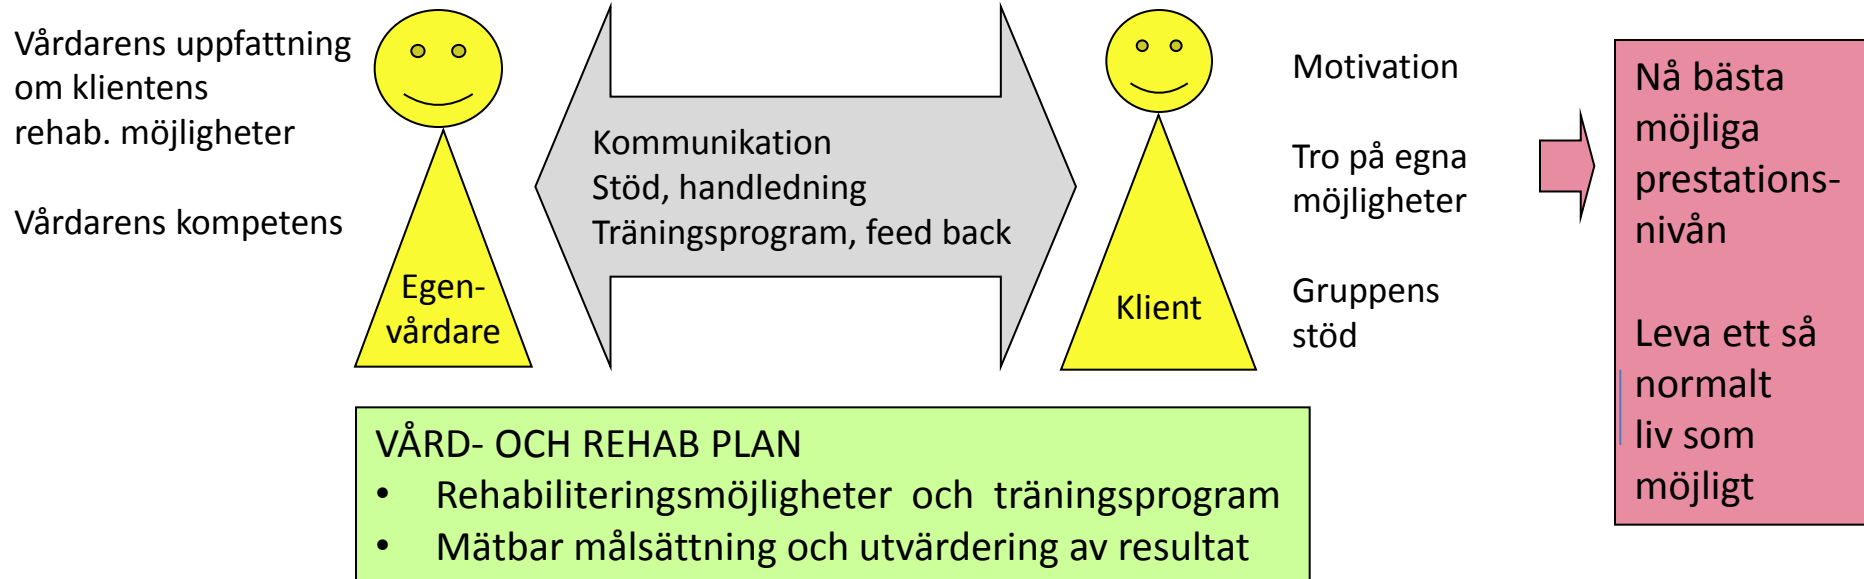 Vårdarens uppfattning
om klientens
rehab. möjligheter
Vårdarens kompetens
Egen-
vårdare
Kommunikation
Stöd, handledning
Träningsprogram, feed back
Klient
Motivation
Tro på egna
möjligheter
Gruppens
stöd
Nå bästa
möjliga
prestations-
nivån
Leva ett så
normalt
liv som
möjligt
VÅRD- OCH REHAB PLAN
• Rehabiliteringsmöjligheter och träningsprogram
• Mätbar målsättning och utvärdering av resultat